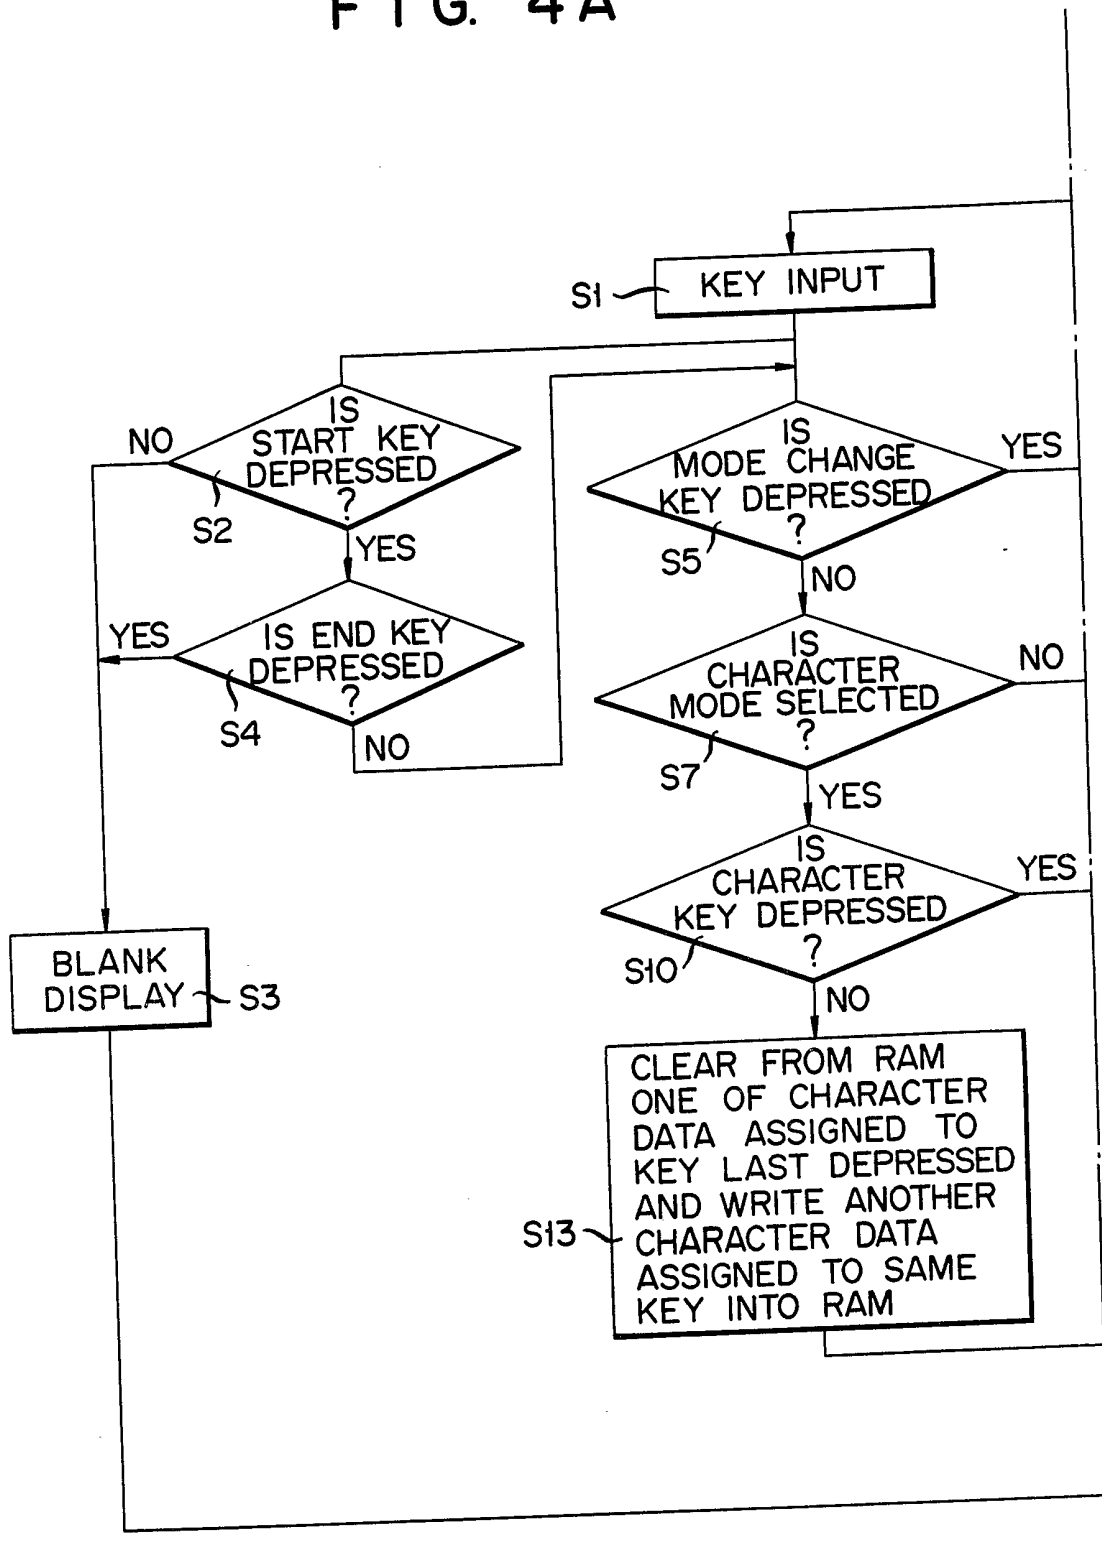 FIG. 4A
S1
KEY INPUT
IS
START KEY
DEPRESSED
?
NO
S2
YES
IS END KEY
DEPRESSED
?
YES
S4
NO
IS
MODE CHANGE
KEY DEPRESSED
?
YES
S5
NO
IS
CHARACTER
MODE SELECTED
?
NO
S7
YES
IS
CHARACTER
KEY DEPRESSED
?
YES
S10
NO
BLANK
DISPLAY
S3
CLEAR FROM RAM
ONE OF CHARACTER
DATA ASSIGNED TO
KEY LAST DEPRESSED
AND WRITE ANOTHER
CHARACTER DATA
ASSIGNED TO SAME
KEY INTO RAM
S13